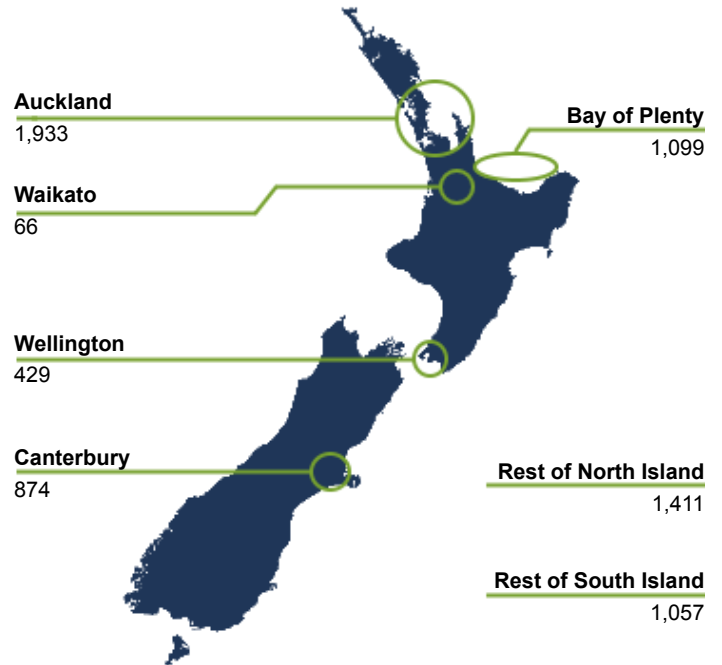 Auckland
1,933
Bay of Plenty
1,099
Waikato
66
Wellington
429
Canterbury
874
Rest of North Island
1,411
Rest of South Island
1,057